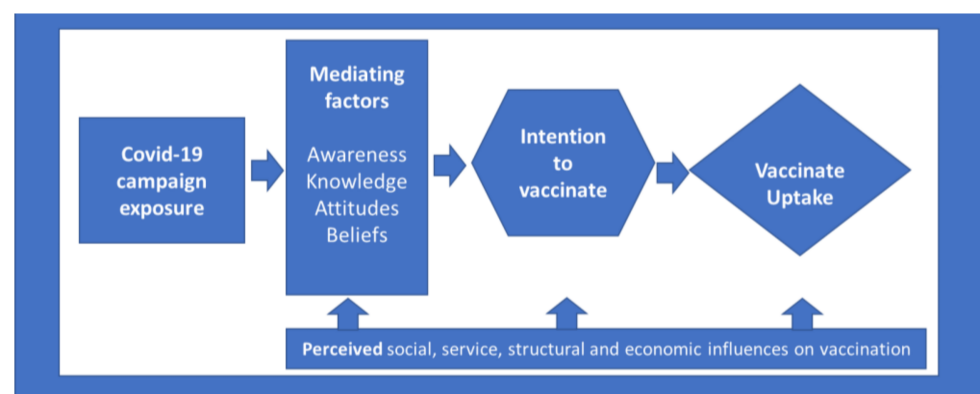 Covid-19
campaign
exposure
Mediating
factors
Awareness
Knowledge
Attitudes
Beliefs
Intention
to
vaccinate
Vaccinate
Uptake
Perceived social, service, structural and economic influences on vaccination